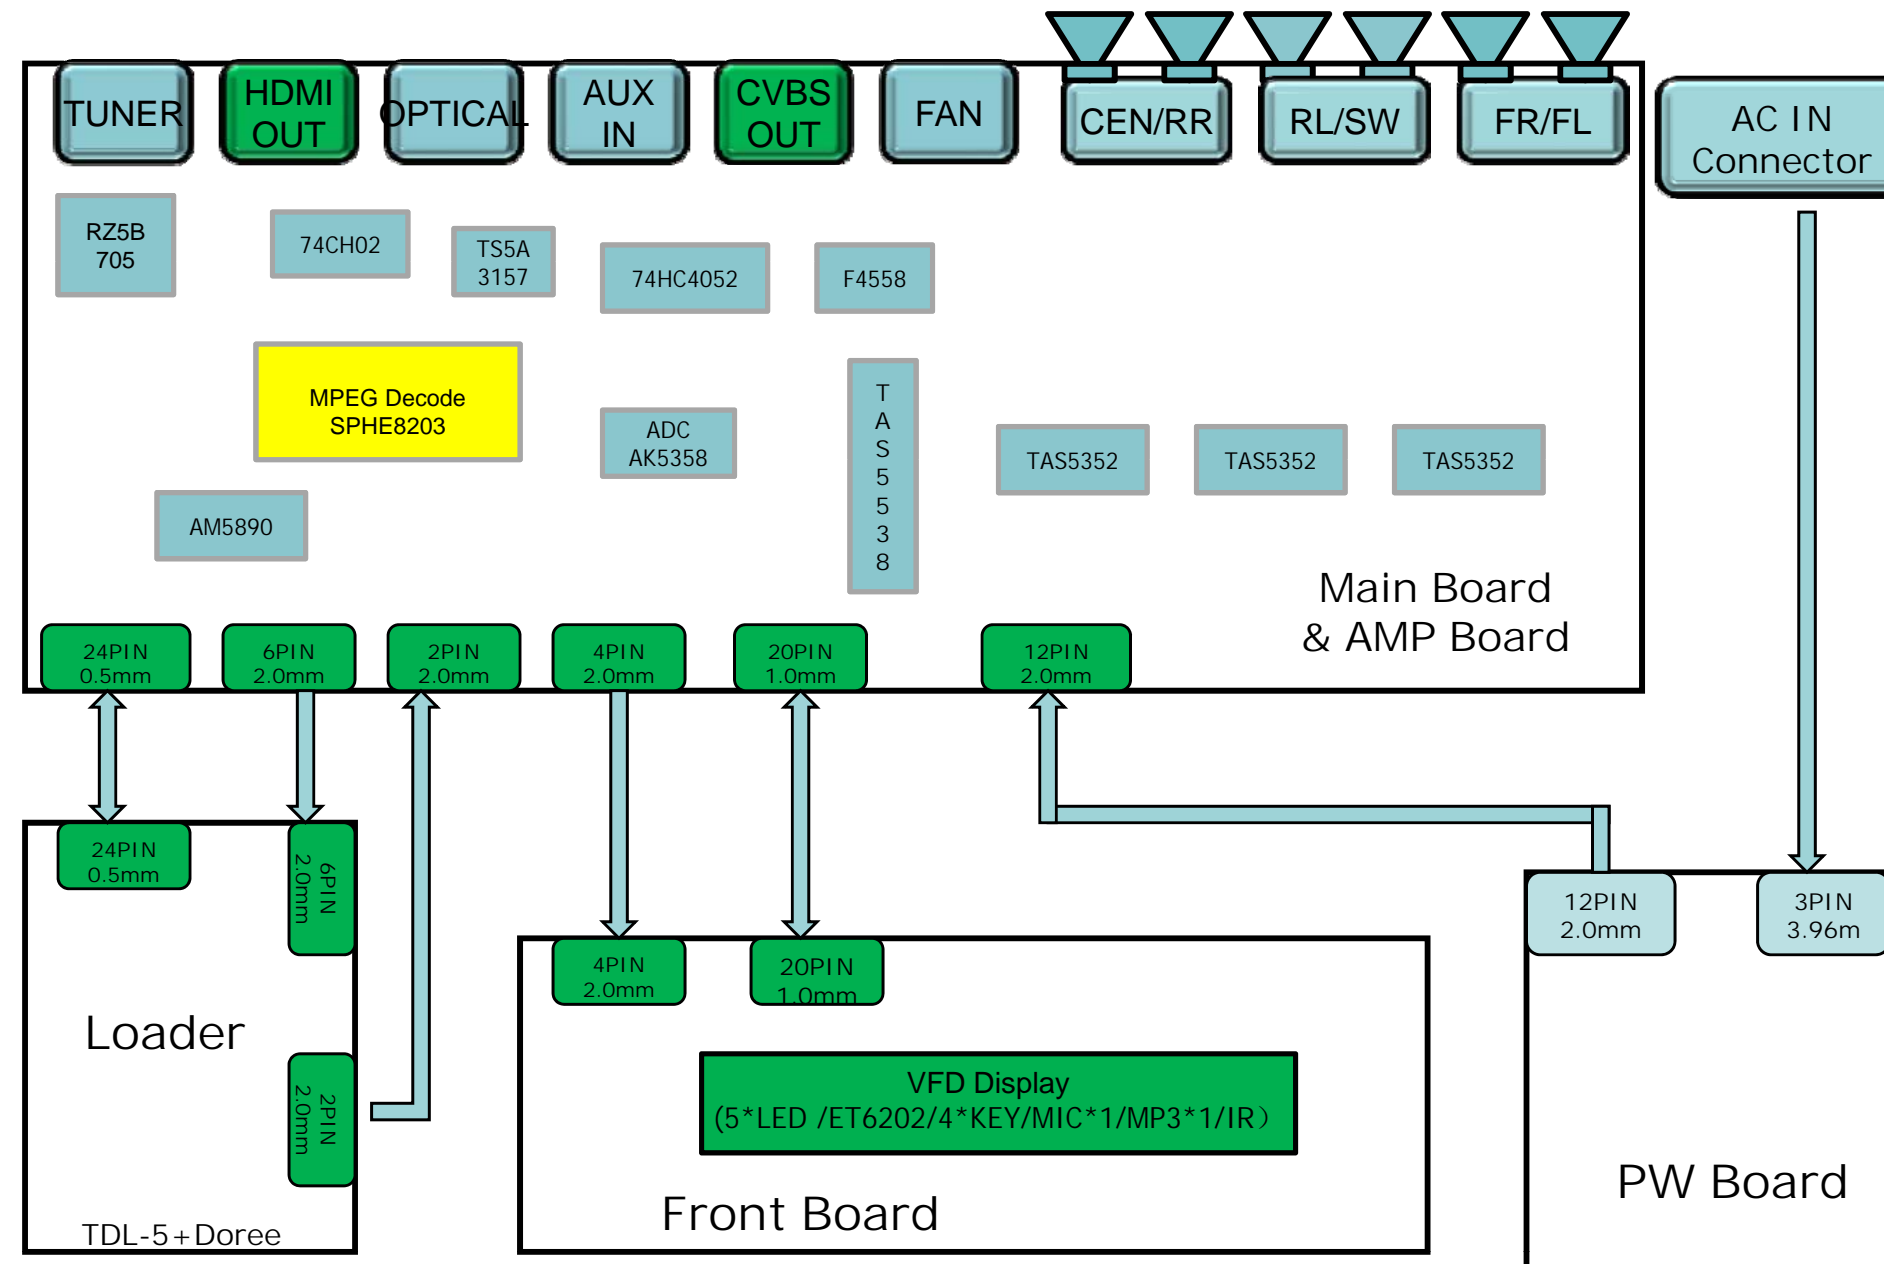 TUNER
HDMI
OUT
OPTICAL
AUX
IN
CVBS
OUT
FAN
CEN/RR
RL/SW
FR/FL
AC IN
Connector
RZ5B
705
74CH02
TS5A
3157
74HC4052
F4558
MPEG Decode
SPHE8203
ADC
AK5358
T
A
S
5
5
3
8
TAS5352
TAS5352
TAS5352
AM5890
Main Board
& AMP Board
24PIN
0.5mm
6PIN
2.0mm
2PIN
2.0mm
4PIN
2.0mm
20PIN
1.0mm
12PIN
2.0mm
24PIN
0.5mm
6PIN
2.0mm
Loader
2PIN
2.0mm
TDL-5+Doree
4PIN
2.0mm
20PIN
1.0mm
VFD Display
(5*LED /ET6202/4*KEY/MIC*1/MP3*1/IR）
Front Board
12PIN
2.0mm
3PIN
3.96m
PW Board